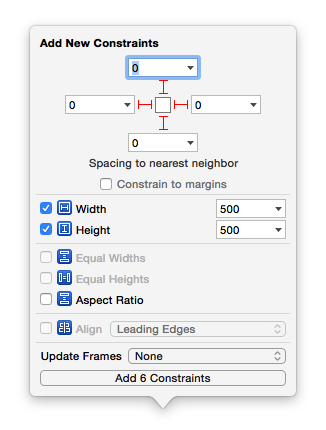 Add New Constraints
0
0 0
0
Spacing to nearest neighbor
Constrain to margins
Width 500
Height 500
Equal Widths
Equal Heights
Aspect Ratio
Align Leading Edges
Update Frames None
Add 6 Constraints